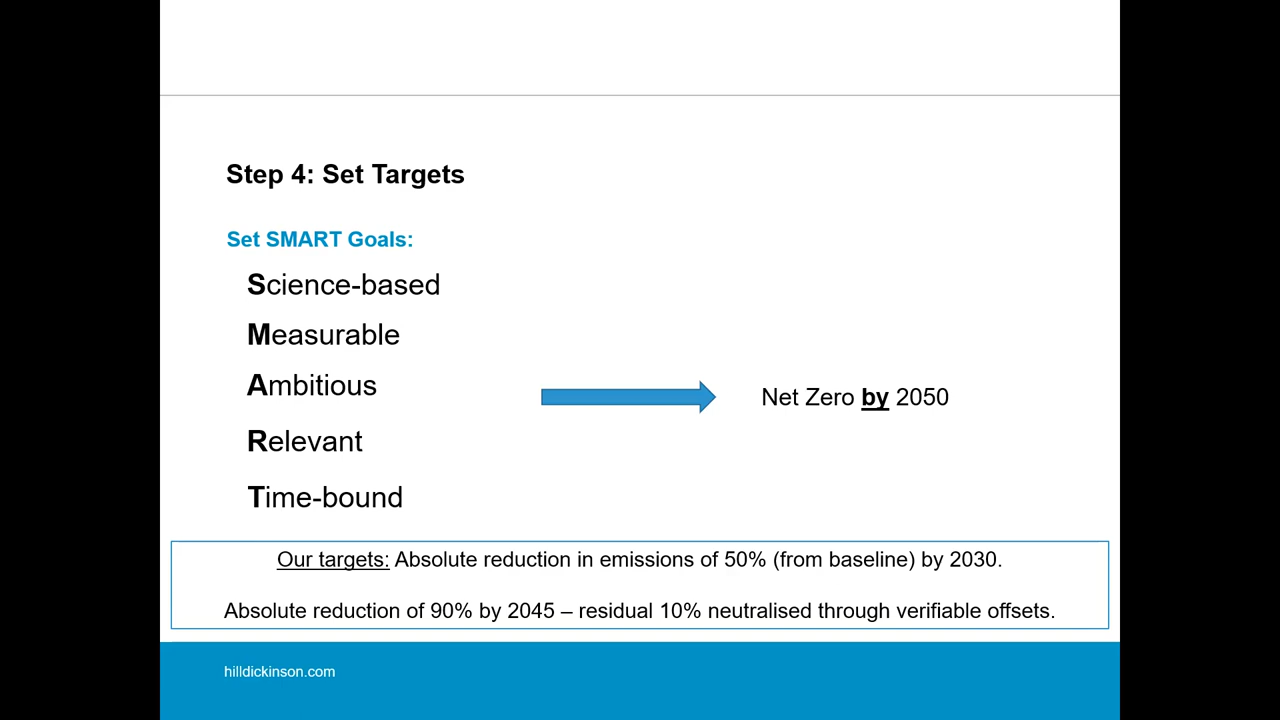 Step 4: Set Targets
Set SMART Goals:
Science-based
Measurable
Ambitious
Net Zero by 2050
Relevant
Time-bound
Our targets: Absolute reduction in emissions of 50% (from baseline) by 2030.
Absolute reduction of 90% by 2045 – residual 10% neutralised through verifiable offsets.
hilldickinson.com